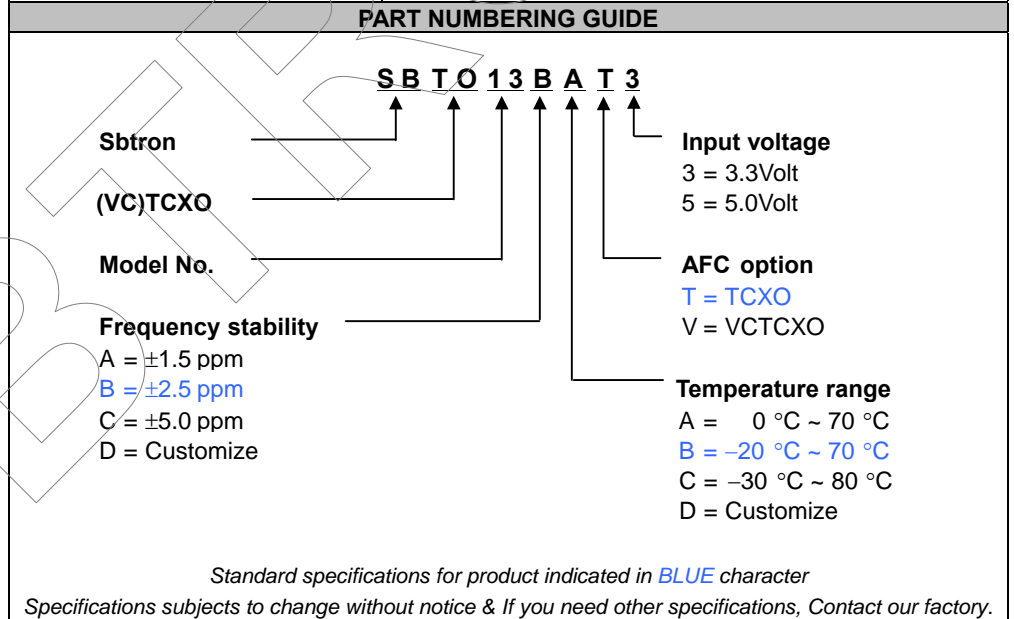 PART NUMBERING GUIDE
SBTO13BAT3
Sbtron
(VC)TCXO
Model No.
Frequency stability
A = ±1.5 ppm
B = ±2.5 ppm
C = ±5.0 ppm
D = Customize
Input voltage
3 = 3.3Volt
5 = 5.0Volt
AFC option
T = TCXO
V = VCTCXO
Temperature range
A = 0 °C ~ 70 °C
B = −20 °C ~ 70 °C
C = −30 °C ~ 80 °C
D = Customize
Standard specifications for product indicated in BLUE character
Specifications subjects to change without notice & If you need other specifications, Contact our factory.